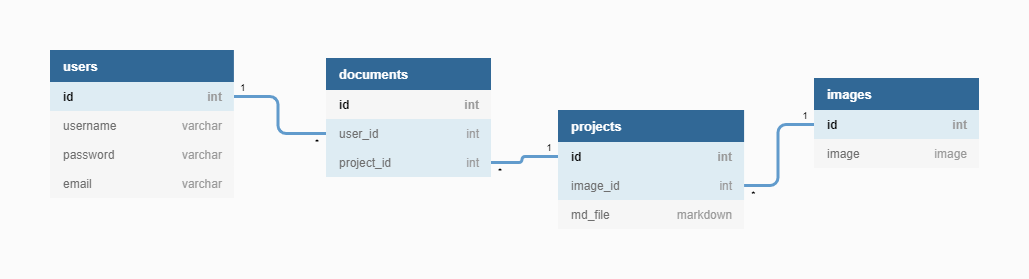 users
id int
username varchar
password varchar
email varchar
1
*
documents
id int
user_id int
project_id int
*
1
projects
id int
image_id int
md_file markdown
*
1
images
id int
image image